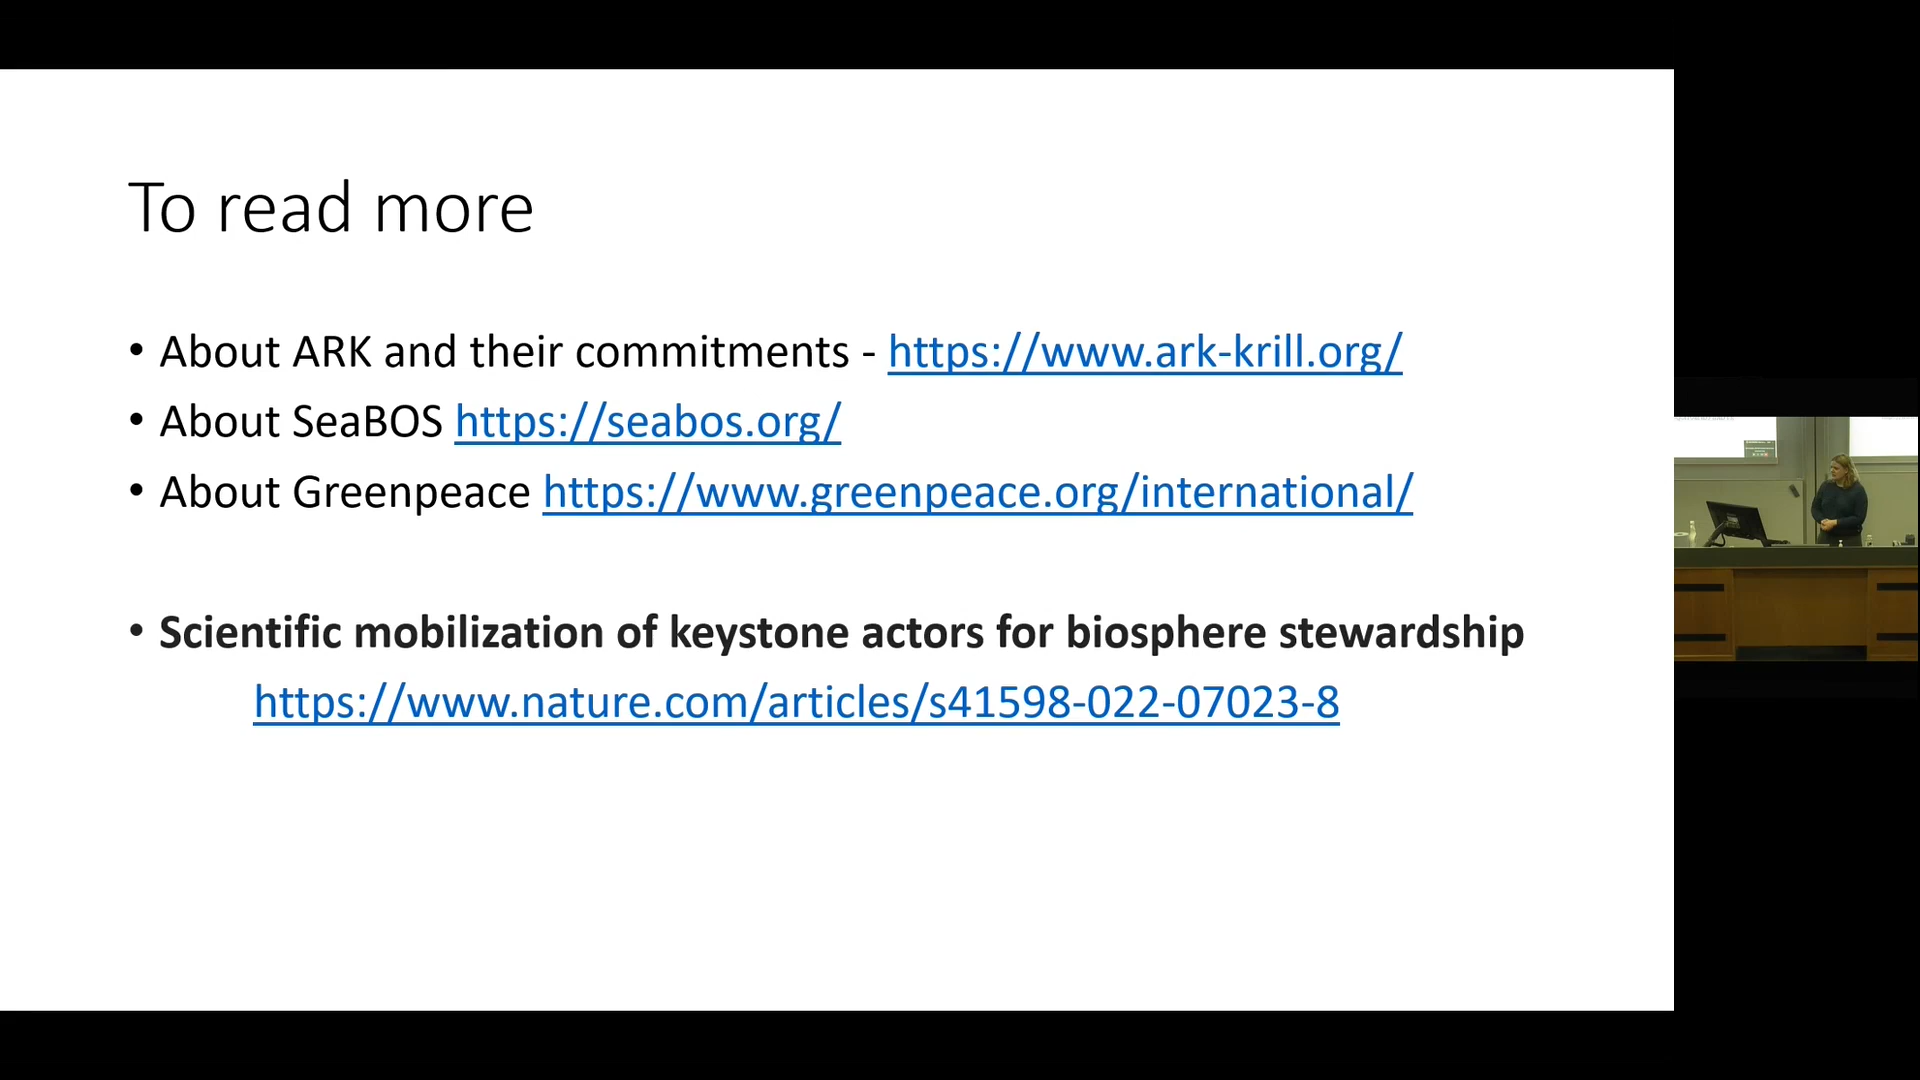 To read more
• About ARK and their commitments - https://www.ark-krill.org/
• About SeaBOS https://seabos.org/
• About Greenpeace https://www.greenpeace.org/international/
• Scientific mobilization of keystone actors for biosphere stewardship
https://www.nature.com/articles/s41598-022-07023-8